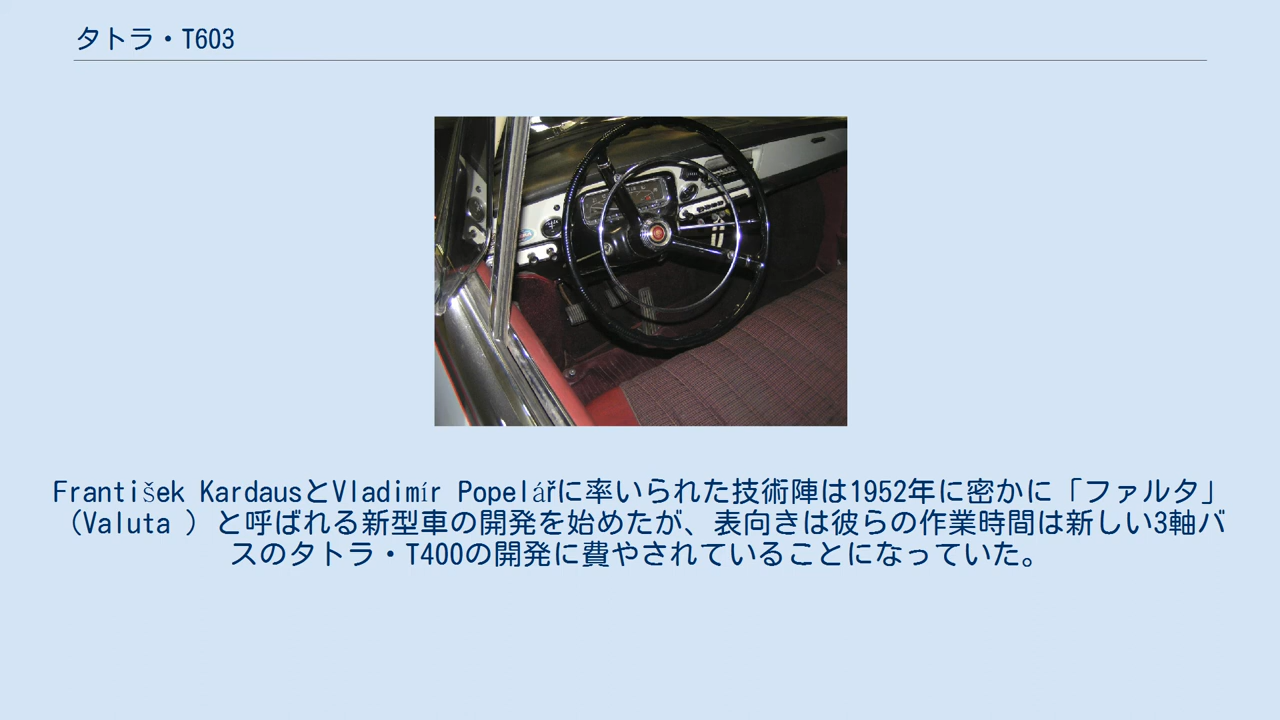 タトラ・T603
František KardausとVladimír Popelářに率いられた技術陣は1952年に密かに「ファルタ」
（Valuta ）と呼ばれる新型車の開発を始めたが、表向きは彼らの作業時間は新しい3軸バ
スのタトラ・T400の開発に費やされていることになっていた。